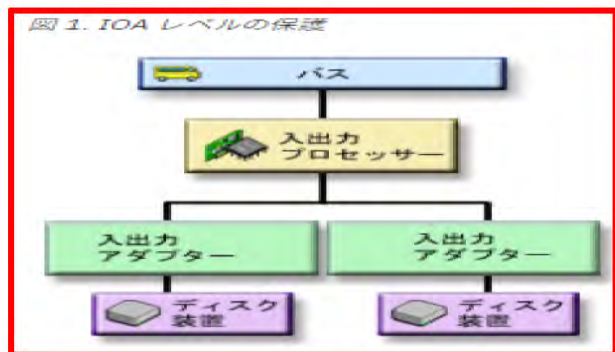 図 1. IOA レベルの保護
バス
入出力
プロセッサー
入出力
アダプター
入出力
アダプター
ディスク
装置
ディスク
装置